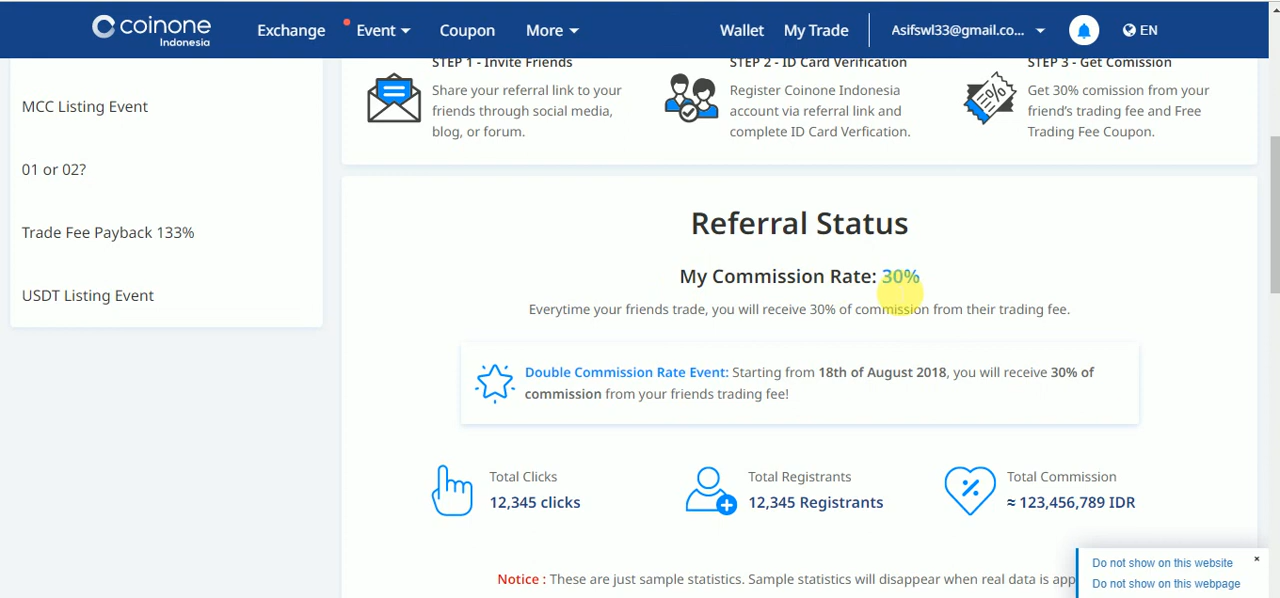 coinone
Indonesia
Exchange
Event
Coupon
More
Wallet
My Trade
Asifswl33@gmail.co...
EN
MCC Listing Event
01 or 02?
Trade Fee Payback 133%
USDT Listing Event
STEP 1 - Invite Friends
Share your referral link to your
friends through social media,
blog, or forum.
STEP 2 - ID Card Verification
Register Coinone Indonesia
account via referral link and
complete ID Card Verfication.
STEP 3 - Get Comission
Get 30% comission from your
friend's trading fee and Free
Trading Fee Coupon.
Referral Status
My Commission Rate: 30%
Everytime your friends trade, you will receive 30% of commission from their trading fee.
Double Commission Rate Event: Starting from 18th of August 2018, you will receive 30% of
commission from your friends trading fee!
Total Clicks
12,345 clicks
Total Registrants
12,345 Registrants
Total Commission
≈ 123,456,789 IDR
Notice : These are just sample statistics. Sample statistics will disappear when real data is app
Do not show on this website
Do not show on this webpage